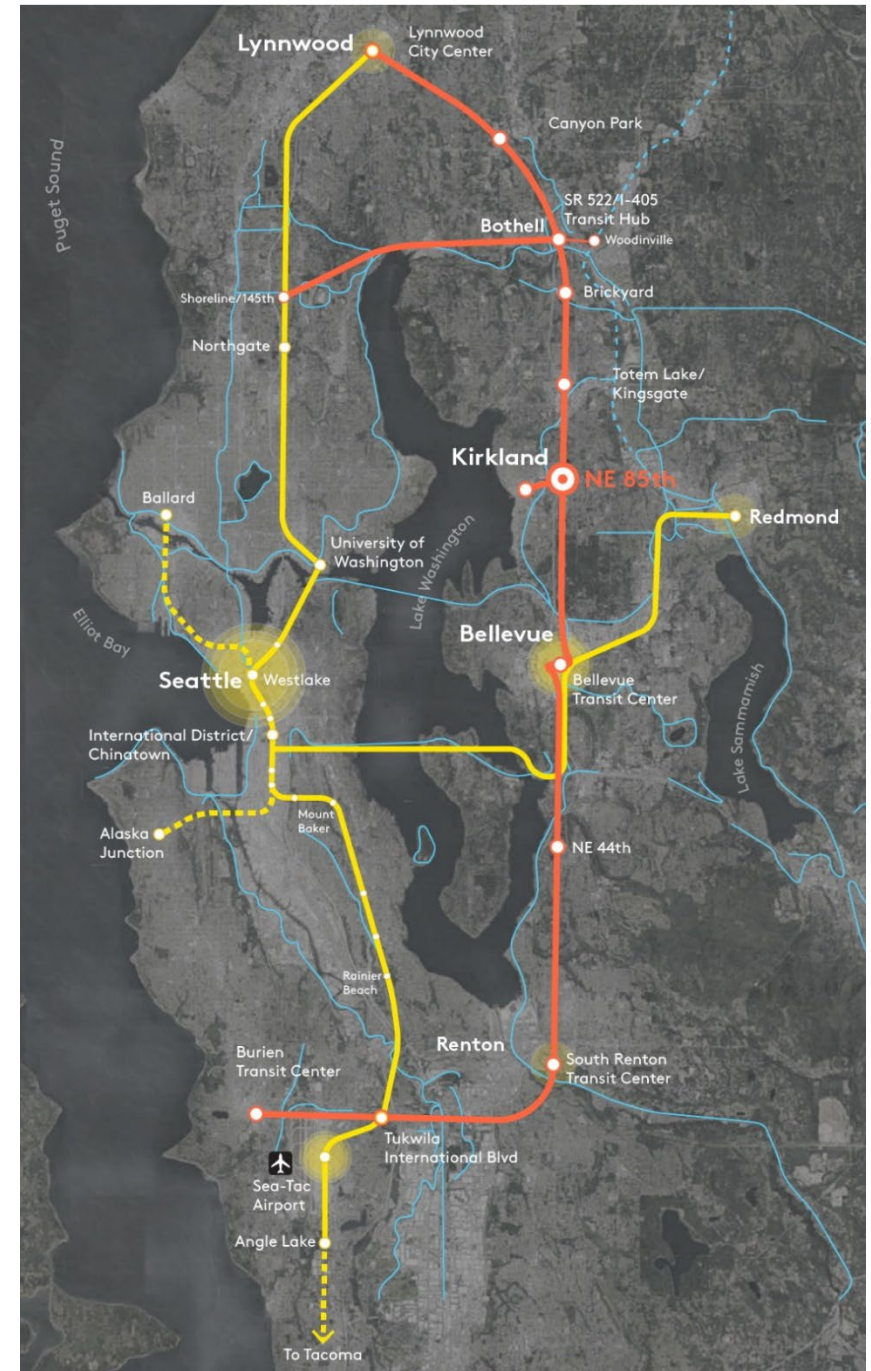 Lynnwood
Lynnwood
City Center
Puget Sound
Canyon Park
SR 522/I-405
Transit Hub
Bothell
Woodinville
Shoreline/145th
Brickyard
Northgate
Totem Lake/
Kingsgate
Kirkland
NE 85th
Ballard
Redmond
University of
Washington
Lake Washington
Elliot Bay
Bellevue
Seattle
Westlake
Bellevue
Transit Center
Lake Sammamish
International District/
Chinatown
Mount
Baker
Alaska
Junction
NE 44th
Rainier
Beach
Renton
Burien
Transit Center
South Renton
Transit Center
Tukwila
International Blvd
Sea-Tac
Airport
Angle Lake
To Tacoma